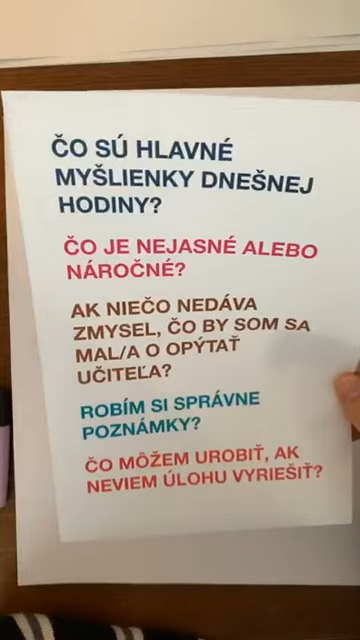 ČO SÚ HLAVNÉ
MYŠLIENKY DNEŠNEJ
HODINY?
ČO JE NEJASNÉ ALEBO
NÁROČNÉ?
AK NIEČO NEDÁVA
ZMYSEL, ČO BY SOM SA
MAL/A O OPÝTAŤ
UČITEĽA?
ROBÍM SI SPRÁVNE
POZNÁMKY?
ČO MÔŽEM UROBIŤ, AK
NEVIEM ÚLOHU VYRIEŠIŤ?